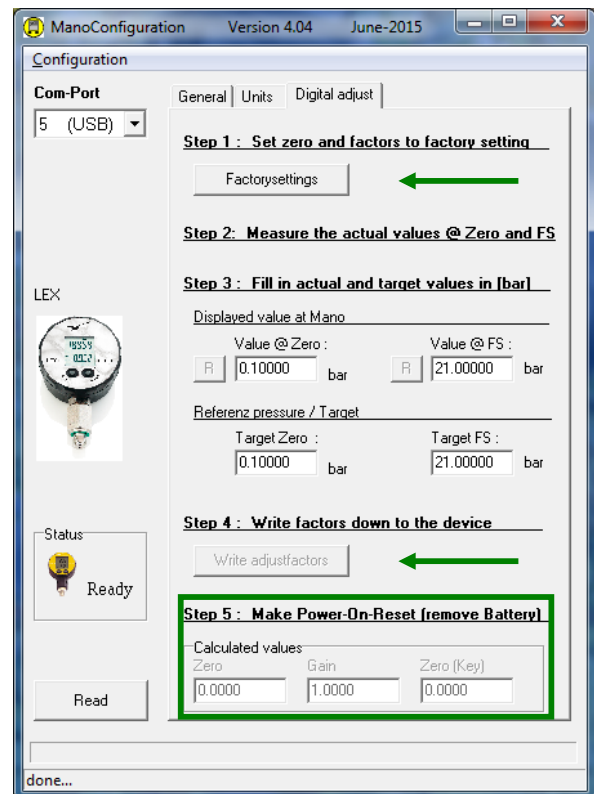 ManoConfiguration Version 4.04 June-2015
Configuration
Com-Port
5 (USB)
General Units Digital adjust
Step 1 : Set zero and factors to factory setting
Factorysettings
Step 2: Measure the actual values @ Zero and FS
Step 3 : Fill in actual and target values in [bar]
LEX
Displayed value at Mano
Value @ Zero : Value @ FS :
R 0.10000 bar R 21.00000 bar
Referenz pressure / Target
Target Zero : Target FS :
0.10000 bar 21.00000 bar
Step 4 : Write factors down to the device
Status
Write adjustfactors
Ready
Step 5 : Make Power-On-Reset (remove Battery)
Calculated values
Zero Gain Zero (Key)
0.0000 1.0000 0.0000
Read
done...